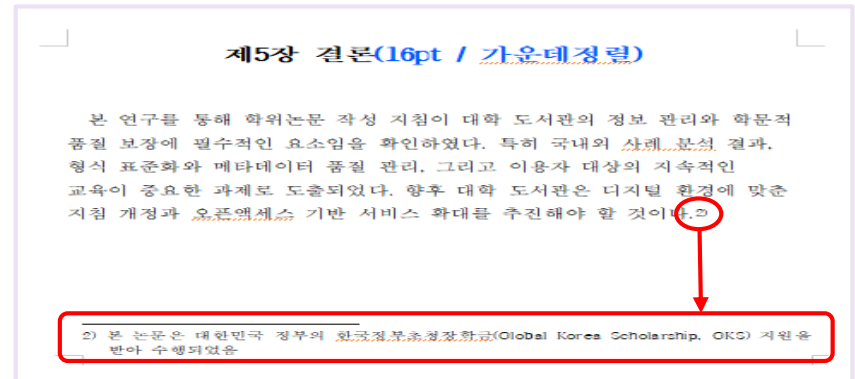 제5장 결론(16pt / 가운데정렬)
본 연구를 통해 학위논문 작성 지침이 대학 도서관의 정보 관리와 학문적
품질 보장에 필수적인 요소임을 확인하였다. 특히 국내외 사례 분석 결과,
형식 표준화와 메타데이터 품질 관리, 그리고 이용자 대상의 지속적인
교육이 중요한 과제로 도출되었다. 향후 대학 도서관은 디지털 환경에 맞춘
지침 개정과 오픈액세스 기반 서비스 확대를 추진해야 할 것이다.2)
2) 본 논문은 대한민국 정부의 한국정부초청장학금(Global Korea Scholarship, GKS) 지원을
받아 수행되었음